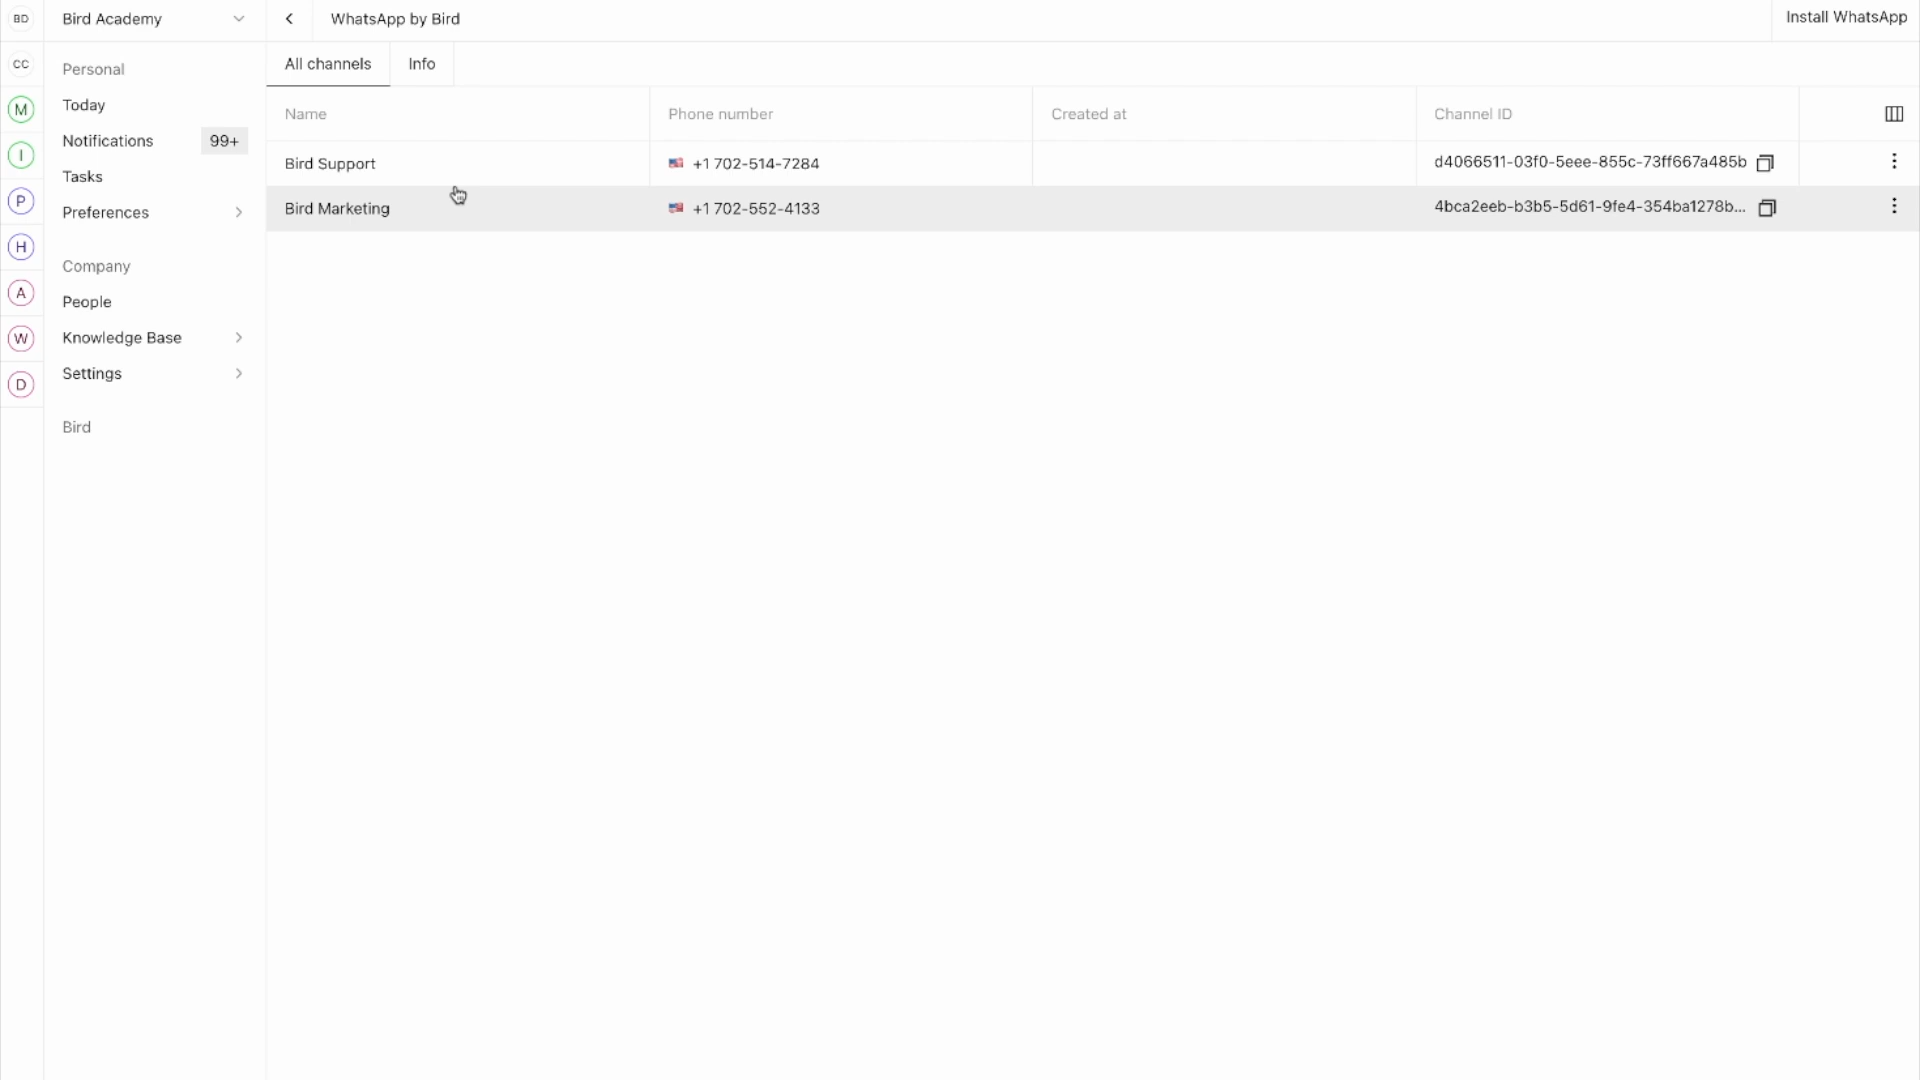 BD
Bird Academy
WhatsApp by Bird
Install WhatsApp
CC
Personal
All channels
Info
M
Today
Name
Phone number
Created at
Channel ID
Notifications
99+
I
Bird Support
+1 702-514-7284
d4066511-03f0-5eee-855c-73ff667a485b
Tasks
P
Preferences
Bird Marketing
+1 702-552-4133
4bca2eeb-b3b5-5d61-9fe4-354ba1278b...
H
Company
A
People
W
Knowledge Base
D
Settings
Bird